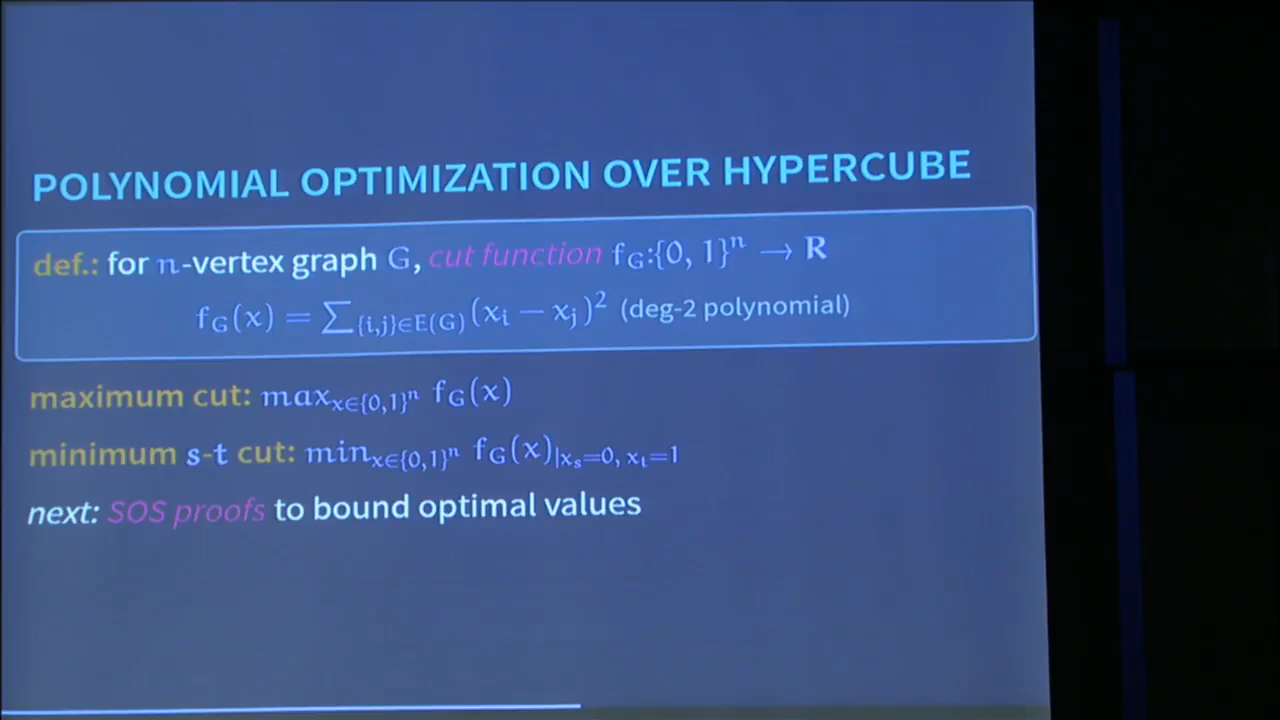 POLYNOMIAL OPTIMIZATION OVER HYPERCUBE
def.: for n-vertex graph G, cut function f_G:{0, 1}^n → R
f_G(x) = ∑_{{i,j}∈E(G)} (x_i − x_j)^2 (deg-2 polynomial)
maximum cut: max_{x∈{0,1}^n} f_G(x)
minimum s-t cut: min_{x∈{0,1}^n} f_G(x)_{|x_s=0, x_t=1}
next: SOS proofs to bound optimal values